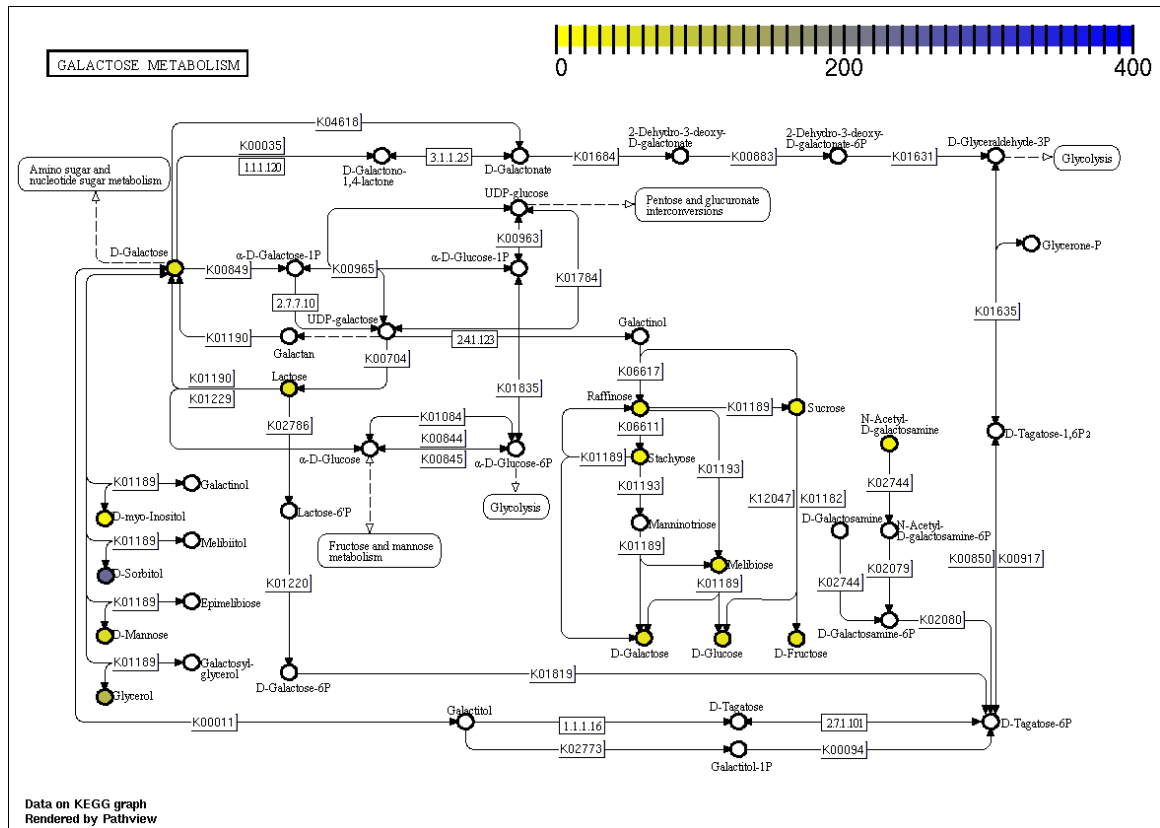 GALACTOSE METABOLISM
0
200
400
K04618
K00035
1.1.1.120
D-Galactono-
1,4-lactone
3.1.1.25
D-Galactonate
K01684
2-Dehydro-3-deoxy-
D-galactonate
K00883
2-Dehydro-3-deoxy-
galactonate-6P
K01631
D-Glyceraldehyde-3P
Glycolysis
Amino sugar and
nucleotide sugar metabolism
UDP-glucose
Pentose and glucuronate
interconversions
D-Galactose
K00849
α-D-Galactose-1P
K00965
α-D-Glucose-1P
K00963
K01784
Glycerone-P
2.7.7.10
UDP-galactose
K01635
K01190
Galactan
2.4.1.123
Galactinol
K00704
K01190
K01229
Lactose
K01835
K06617
Raffinose
K01189
Sucrose
K02786
K01084
K00844
K00845
α-D-Glucose
α-D-Glucose-6P
K06611
K01189
Stachyose
K01193
K01193
N-Acetyl-
D-galactosamine
D-Tagatose-1,6P2
K01189
Galactinol
D-myo-Inositol
Lactose-6'P
Glycolysis
Manninotriose
K12047
K01182
K02744
D-Galactosamine
N-Acetyl-
D-galactosamine-6P
K01189
Melibiitol
D-Sorbitol
Fructose and mannose
metabolism
K01189
Melibiose
K01189
K00850
K00917
K02744
K02079
K01220
K01189
Epimelibiose
D-Mannose
D-Galactose
D-Glucose
D-Fructose
D-Galactosamine-6P
K02080
K01189
Galactosyl-
glycerol
Glycerol
D-Galactose-6P
K01819
K00011
Galactitol
1.1.1.16
D-Tagatose
2.7.1.101
D-Tagatose-6P
K02773
Galactitol-1P
K00094
Data on KEGG graph
Rendered by Pathview